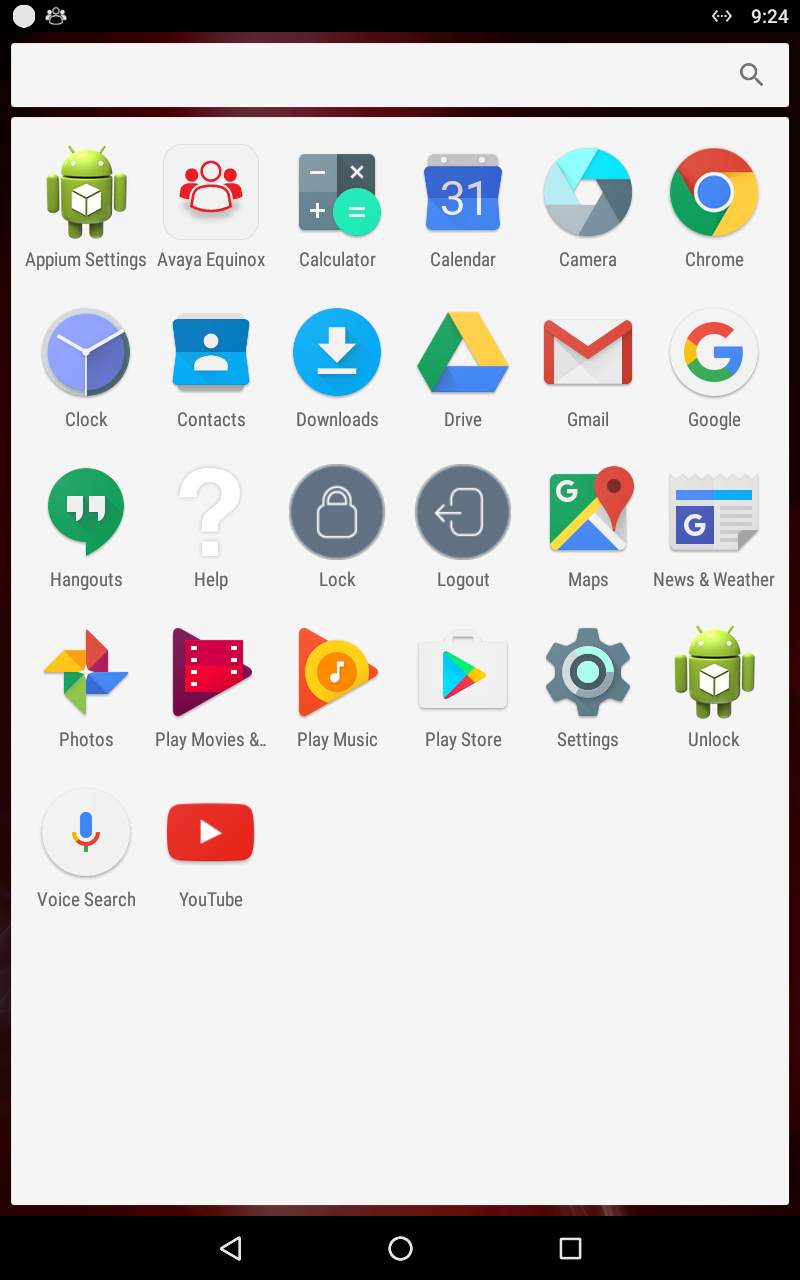 9:24
Appium Settings
Avaya Equinox
Calculator
31
Calendar
Camera
Chrome
Clock
Contacts
Downloads
Drive
Gmail
Google
Hangouts
Help
Lock
Logout
Maps
News & Weather
Photos
Play Movies &..
Play Music
Play Store
Settings
Unlock
Voice Search
YouTube